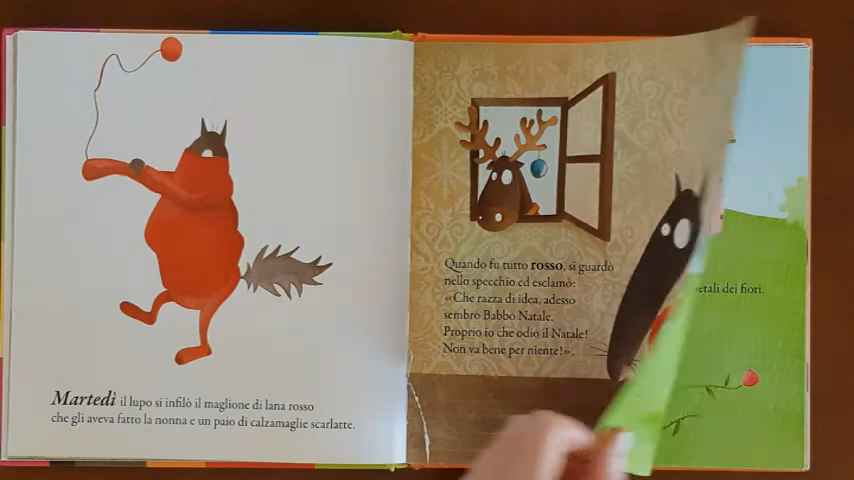 Martedì il lupo si infilò il maglione di lana rosso
che gli aveva fatto la nonna e un paio di calzamaglie scarlatte.
Quando fu tutto rosso, si guardò
nello specchio ed esclamò:
«Che razza di idea, adesso
sembro Babbo Natale.
Proprio io che odio il Natale!
Non va bene per niente!».
dei fiori.